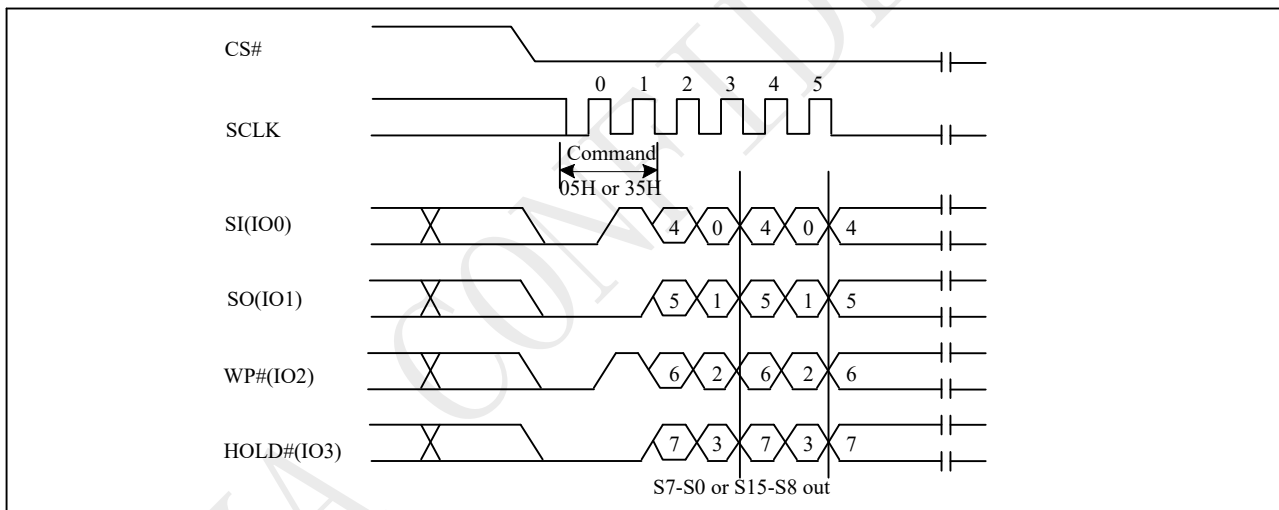 CS#
0 1 2 3 4 5
SCLK
Command
05H or 35H
SI(IO0) 4 0 4 0 4
SO(IO1) 5 1 5 1 5
WP#(IO2) 6 2 6 2 6
HOLD#(IO3) 7 3 7 3 7
S7-S0 or S15-S8 out